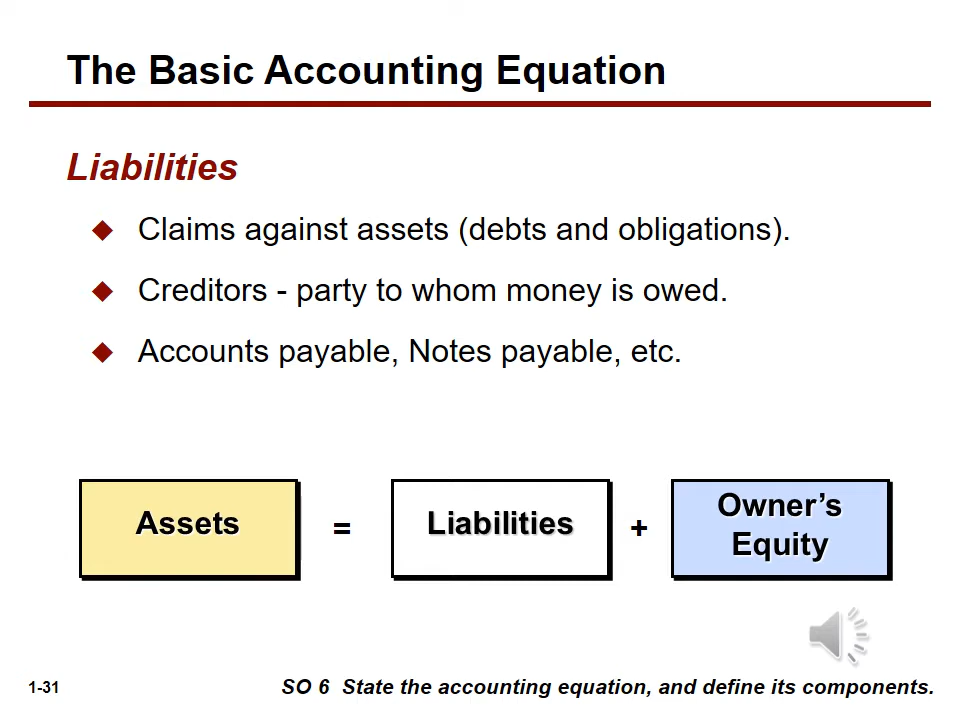 The Basic Accounting Equation
Liabilities
Claims against assets (debts and obligations).
Creditors - party to whom money is owed.
Accounts payable, Notes payable, etc.
Assets = Liabilities + Owner’s Equity
1-31 SO 6 State the accounting equation, and define its components.